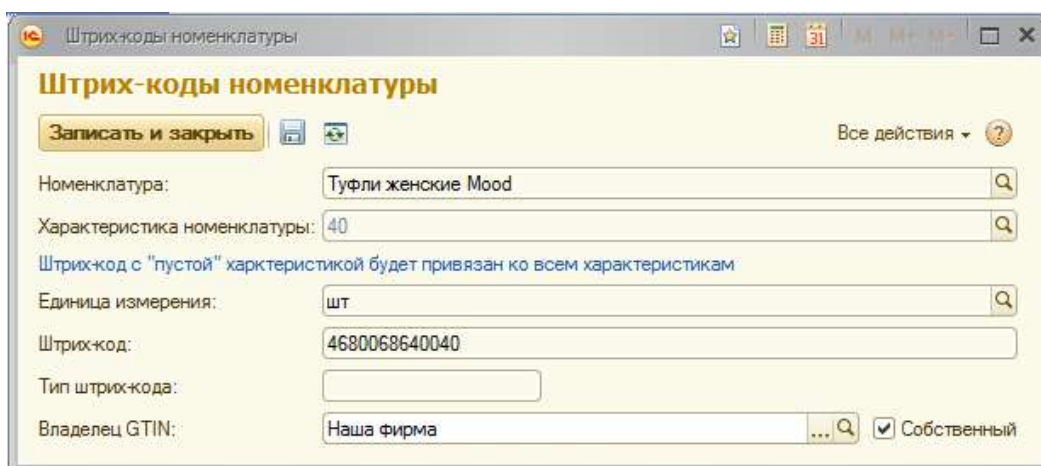 1С Штрих-коды номенклатуры 31 M M+ M-
Штрих-коды номенклатуры
Записать и закрыть Все действия ?
Номенклатура: Туфли женские Mood
Характеристика номенклатуры: 40
Штрих-код с "пустой" харктеристикой будет привязан ко всем характеристикам
Единица измерения: шт
Штрих-код: 4680068640040
Тип штрих-кода:
Владелец GTIN: Наша фирма ... Собственный